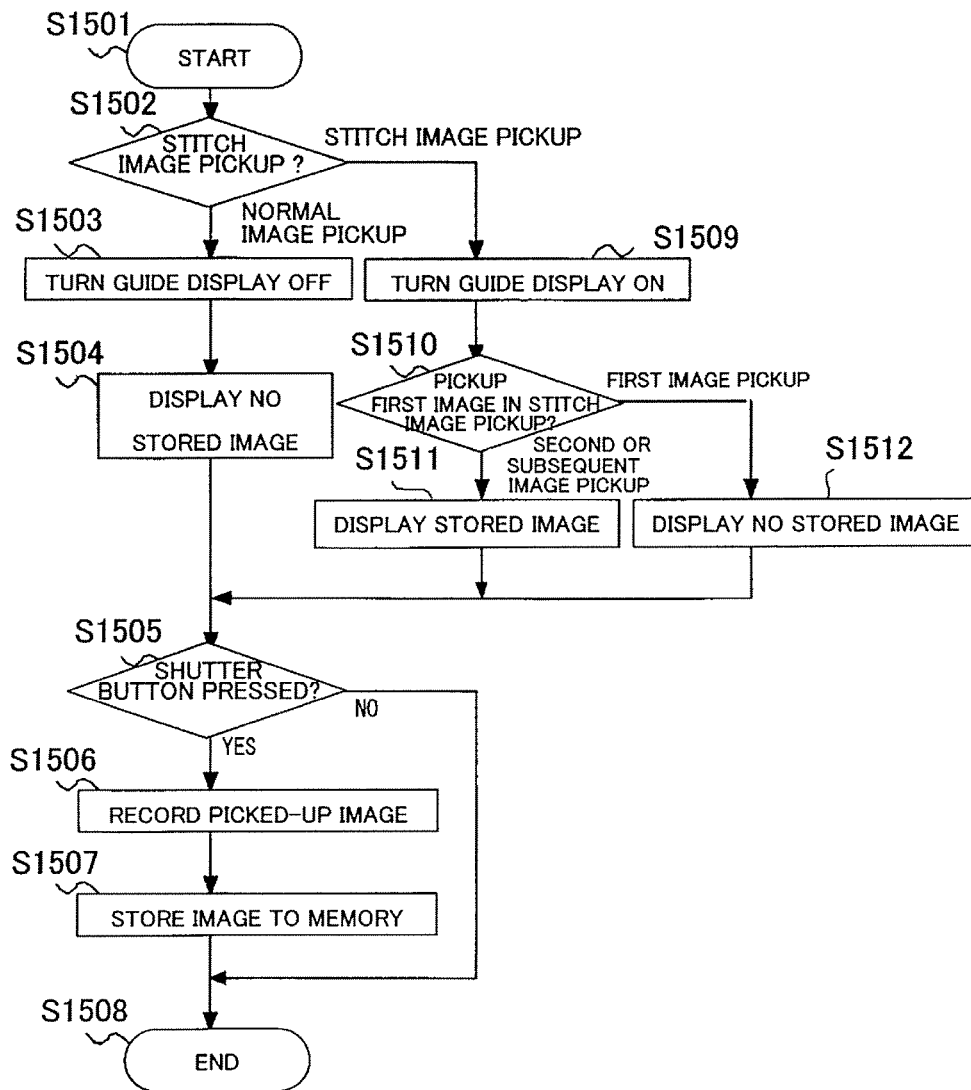 S1501
START
S1502
STITCH
IMAGE PICKUP ?
STITCH IMAGE PICKUP
NORMAL
IMAGE PICKUP
S1503
TURN GUIDE DISPLAY OFF
S1509
TURN GUIDE DISPLAY ON
S1504
DISPLAY NO
STORED IMAGE
S1510
PICKUP
FIRST IMAGE IN STITCH
IMAGE PICKUP?
FIRST IMAGE PICKUP
SECOND OR
SUBSEQUENT
IMAGE PICKUP
S1511
DISPLAY STORED IMAGE
S1512
DISPLAY NO STORED IMAGE
S1505
SHUTTER
BUTTON PRESSED?
NO
YES
S1506
RECORD PICKED-UP IMAGE
S1507
STORE IMAGE TO MEMORY
S1508
END